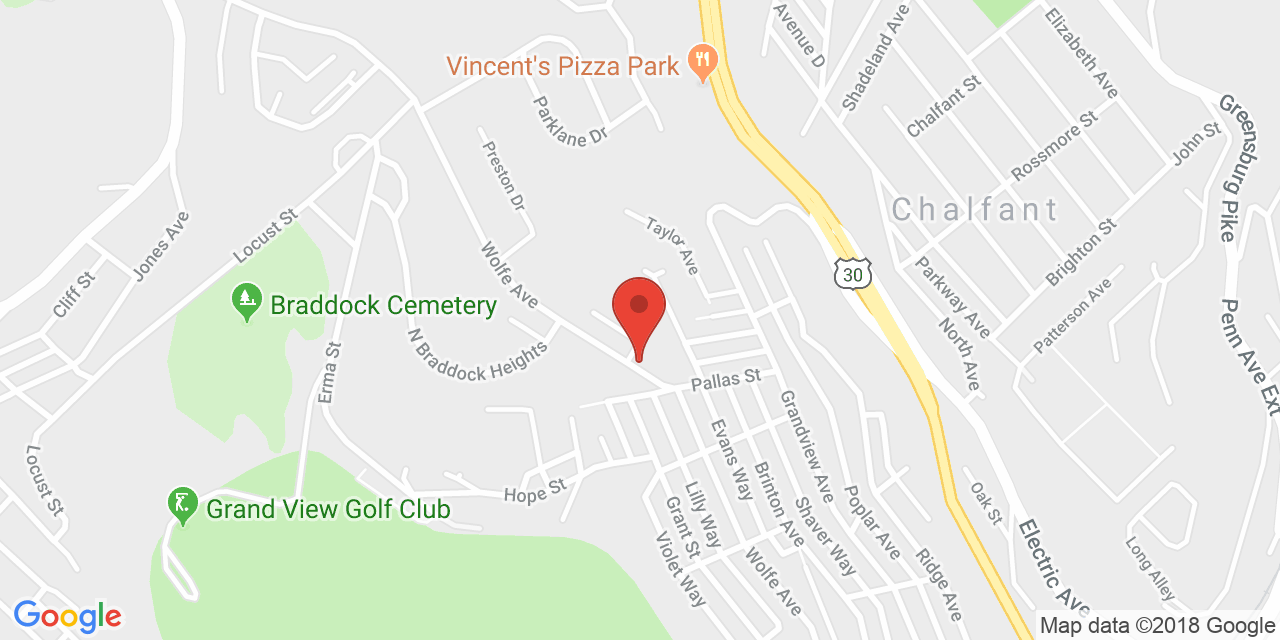 Vincent's Pizza Park
Avenue D
Shadeland Ave
Elizabeth Ave
Chalfant St
Greensburg Pike
John St
Parklane Dr
Rossmore St
Preston Dr
Chalfant
Taylor Ave
Jones Ave
Locust St
Wolfe Ave
Brighton St
Cliff St
30
Parkway Ave
Patterson Ave
Braddock Cemetery
Penn Ave Ext
North Ave
N Braddock Heights
Erma St
Pallas St
Grandview Ave
Evans Way
Locust St
Brinton Ave
Hope St
Lilly Way
Grant St
Shaver Way
Poplar Ave
Oak St
Grand View Golf Club
Violet Way
Wolfe Ave
Ridge Ave
Electric Ave
Long Alley
Google
Map data ©2018 Google